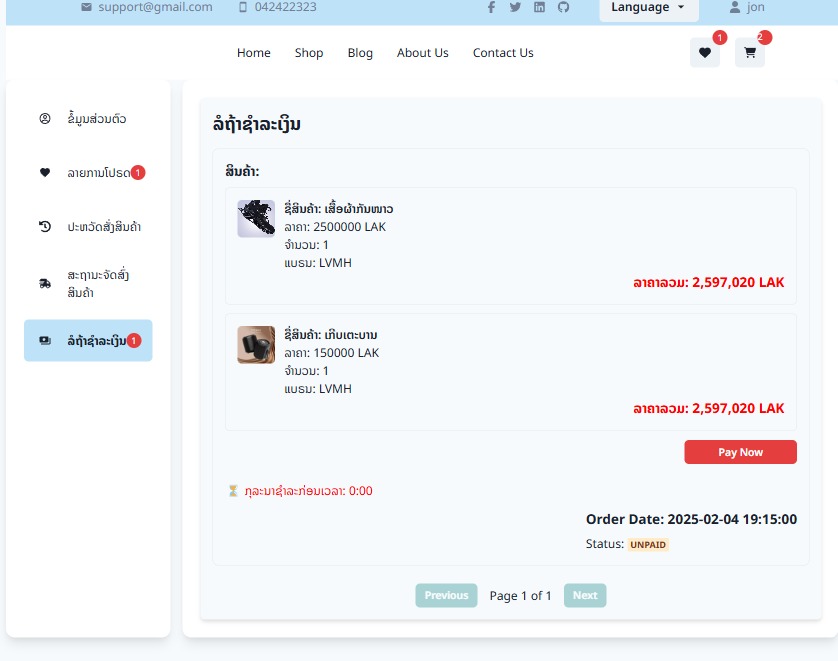 support@gmail.com 042422323 Language jon
Home Shop Blog About Us Contact Us 1 2
ຂໍ້ມູນສ່ວນຕົວ
ລາຍການໂປຣດ 1
ປະຫວັດສັ່ງສິນຄ້າ
ສະຖານະຈັດສົ່ງ
ສິນຄ້າ
ລໍຖ້າຊຳລະເງິນ 1
ລໍຖ້າຊຳລະເງິນ
ສິນຄ້າ:
ຊື່ສິນຄ້າ: ເສື້ອຜ້າກັນໜາວ
ລາຄາ: 2500000 LAK
ຈຳນວນ: 1
ແບຣນ: LVMH
ລາຄາລວມ: 2,597,020 LAK
ຊື່ສິນຄ້າ: ເກີບເຕະບານ
ລາຄາ: 150000 LAK
ຈຳນວນ: 1
ແບຣນ: LVMH
ລາຄາລວມ: 2,597,020 LAK
Pay Now
ກຸລະນາຊຳລະກ່ອນເວລາ: 0:00
Order Date: 2025-02-04 19:15:00
Status: UNPAID
Previous Page 1 of 1 Next